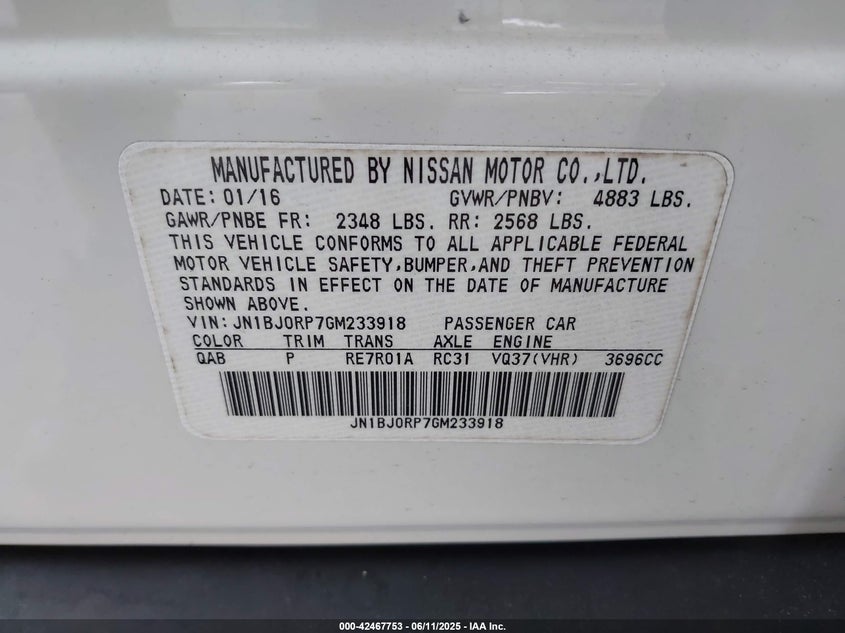 MANUFACTURED BY NISSAN MOTOR CO.,LTD.
DATE: 01/16 GVWR/PNBV: 4883 LBS.
GAWR/PNBE FR: 2348 LBS. RR: 2568 LBS.
THIS VEHICLE CONFORMS TO ALL APPLICABLE FEDERAL
MOTOR VEHICLE SAFETY,BUMPER,AND THEFT PREVENTION
STANDARDS IN EFFECT ON THE DATE OF MANUFACTURE
SHOWN ABOVE.
VIN: JN1BJ0RP7GM233918 PASSENGER CAR
COLOR TRIM TRANS AXLE ENGINE
QAB P RE7R01A RC31 VQ37(VHR) 3696CC
JN1BJ0RP7GM233918
000-42467753 - 06/11/2025 - IAA Inc.